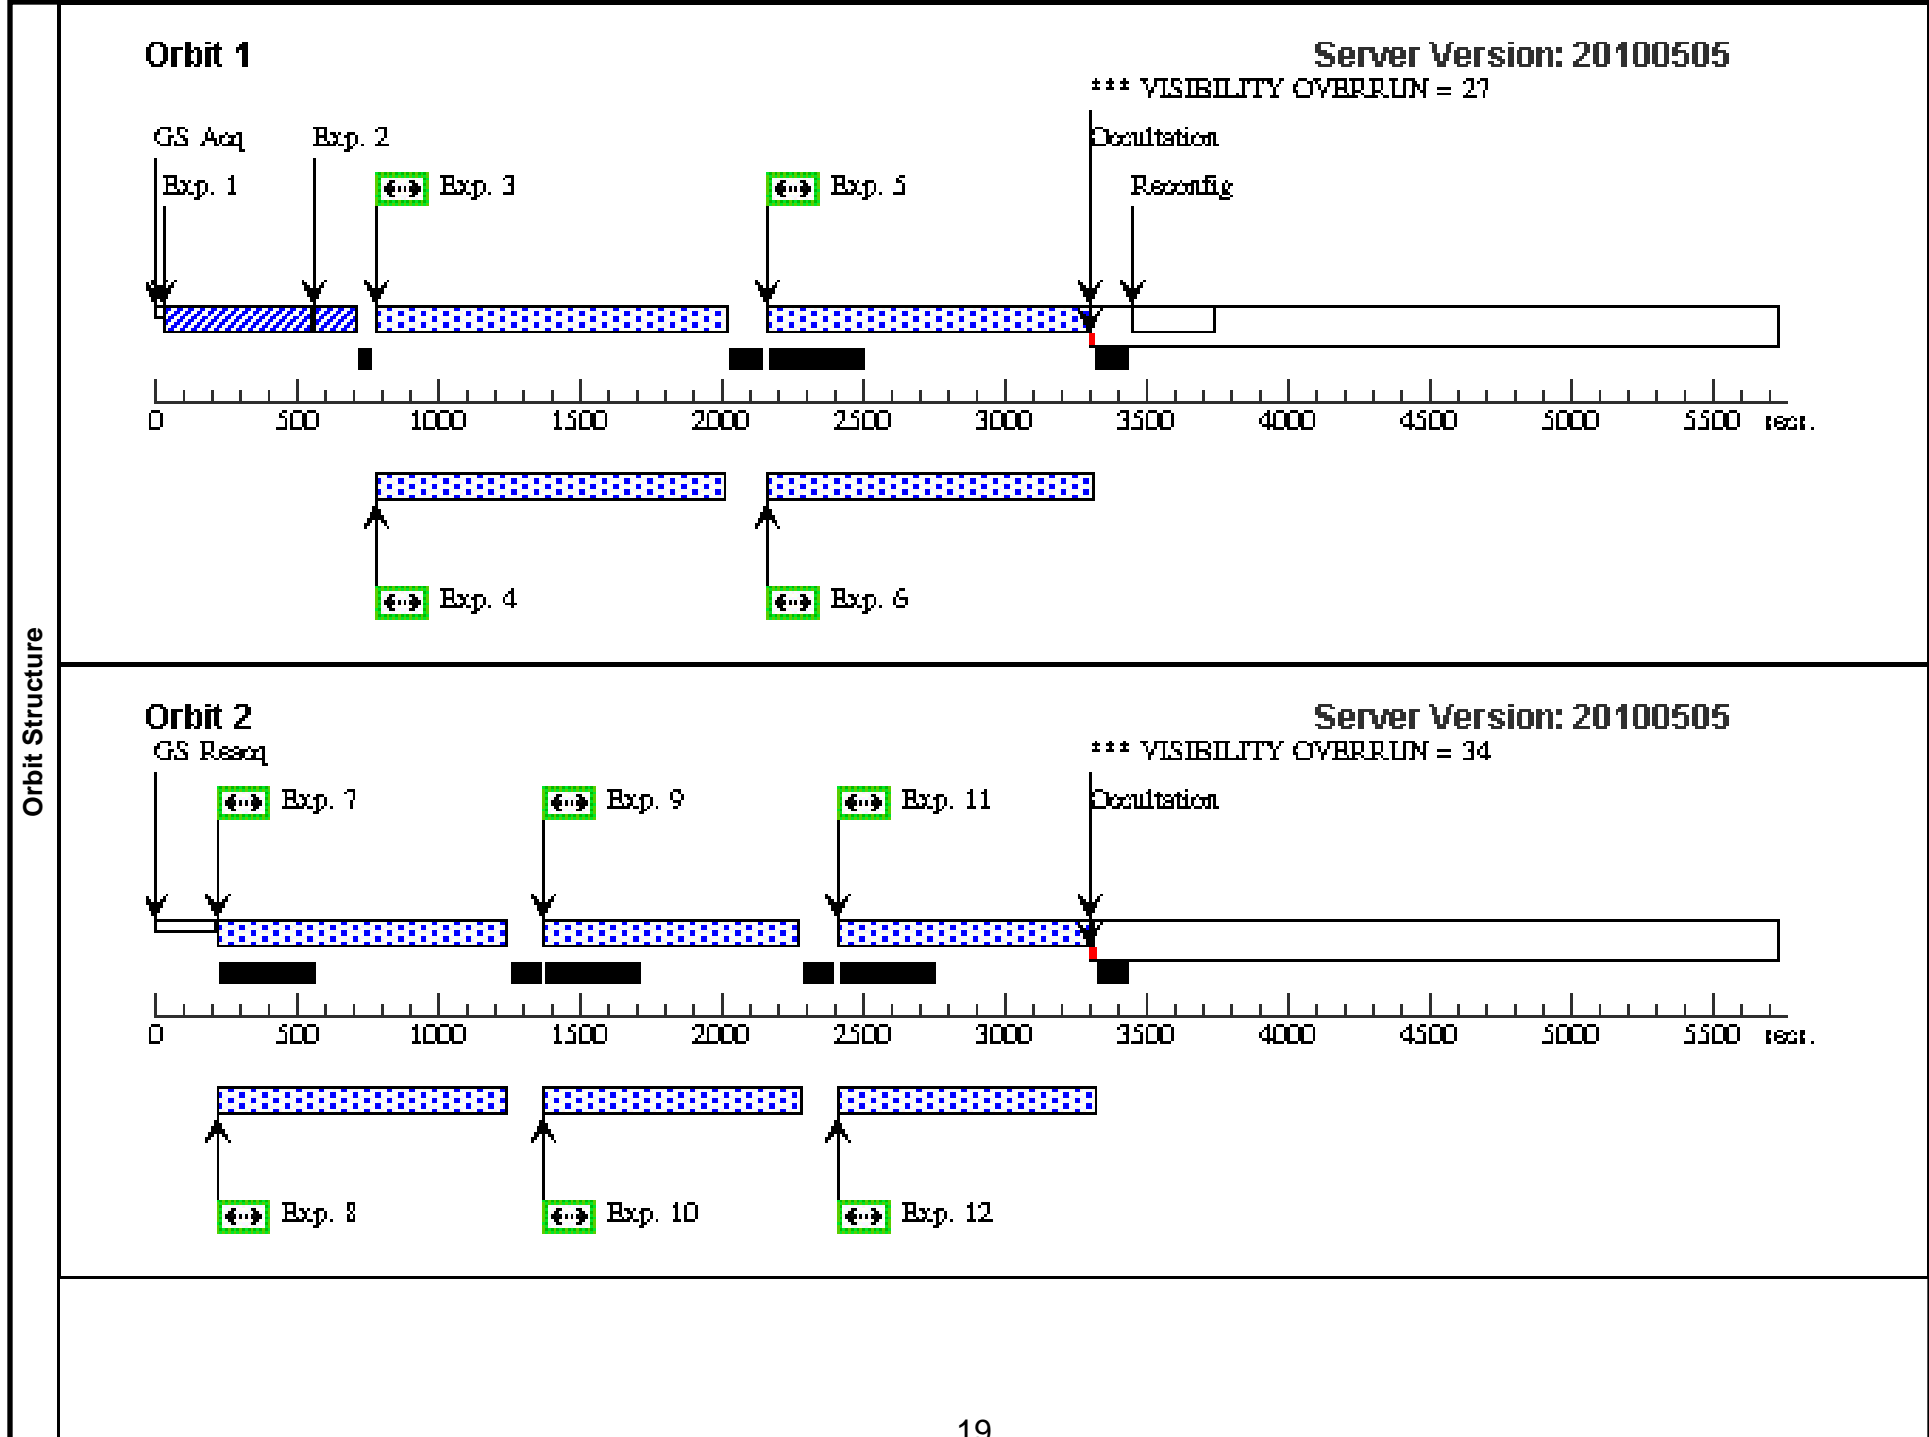 Orbit Structure
Orbit 1
Server Version: 20100505
*** VISIBILITY OVERRUN = 27
GS Acq
Exp. 2
Occultation
Exp. 1
Exp. 3
Exp. 5
Reconfig
0 500 1000 1500 2000 2500 3000 3500 4000 4500 5000 5500 secs.
Exp. 4
Exp. 6
Orbit 2
Server Version: 20100505
GS Reacq
*** VISIBILITY OVERRUN = 34
Exp. 7
Exp. 9
Exp. 11
Occultation
0 500 1000 1500 2000 2500 3000 3500 4000 4500 5000 5500 secs.
Exp. 8
Exp. 10
Exp. 12
19